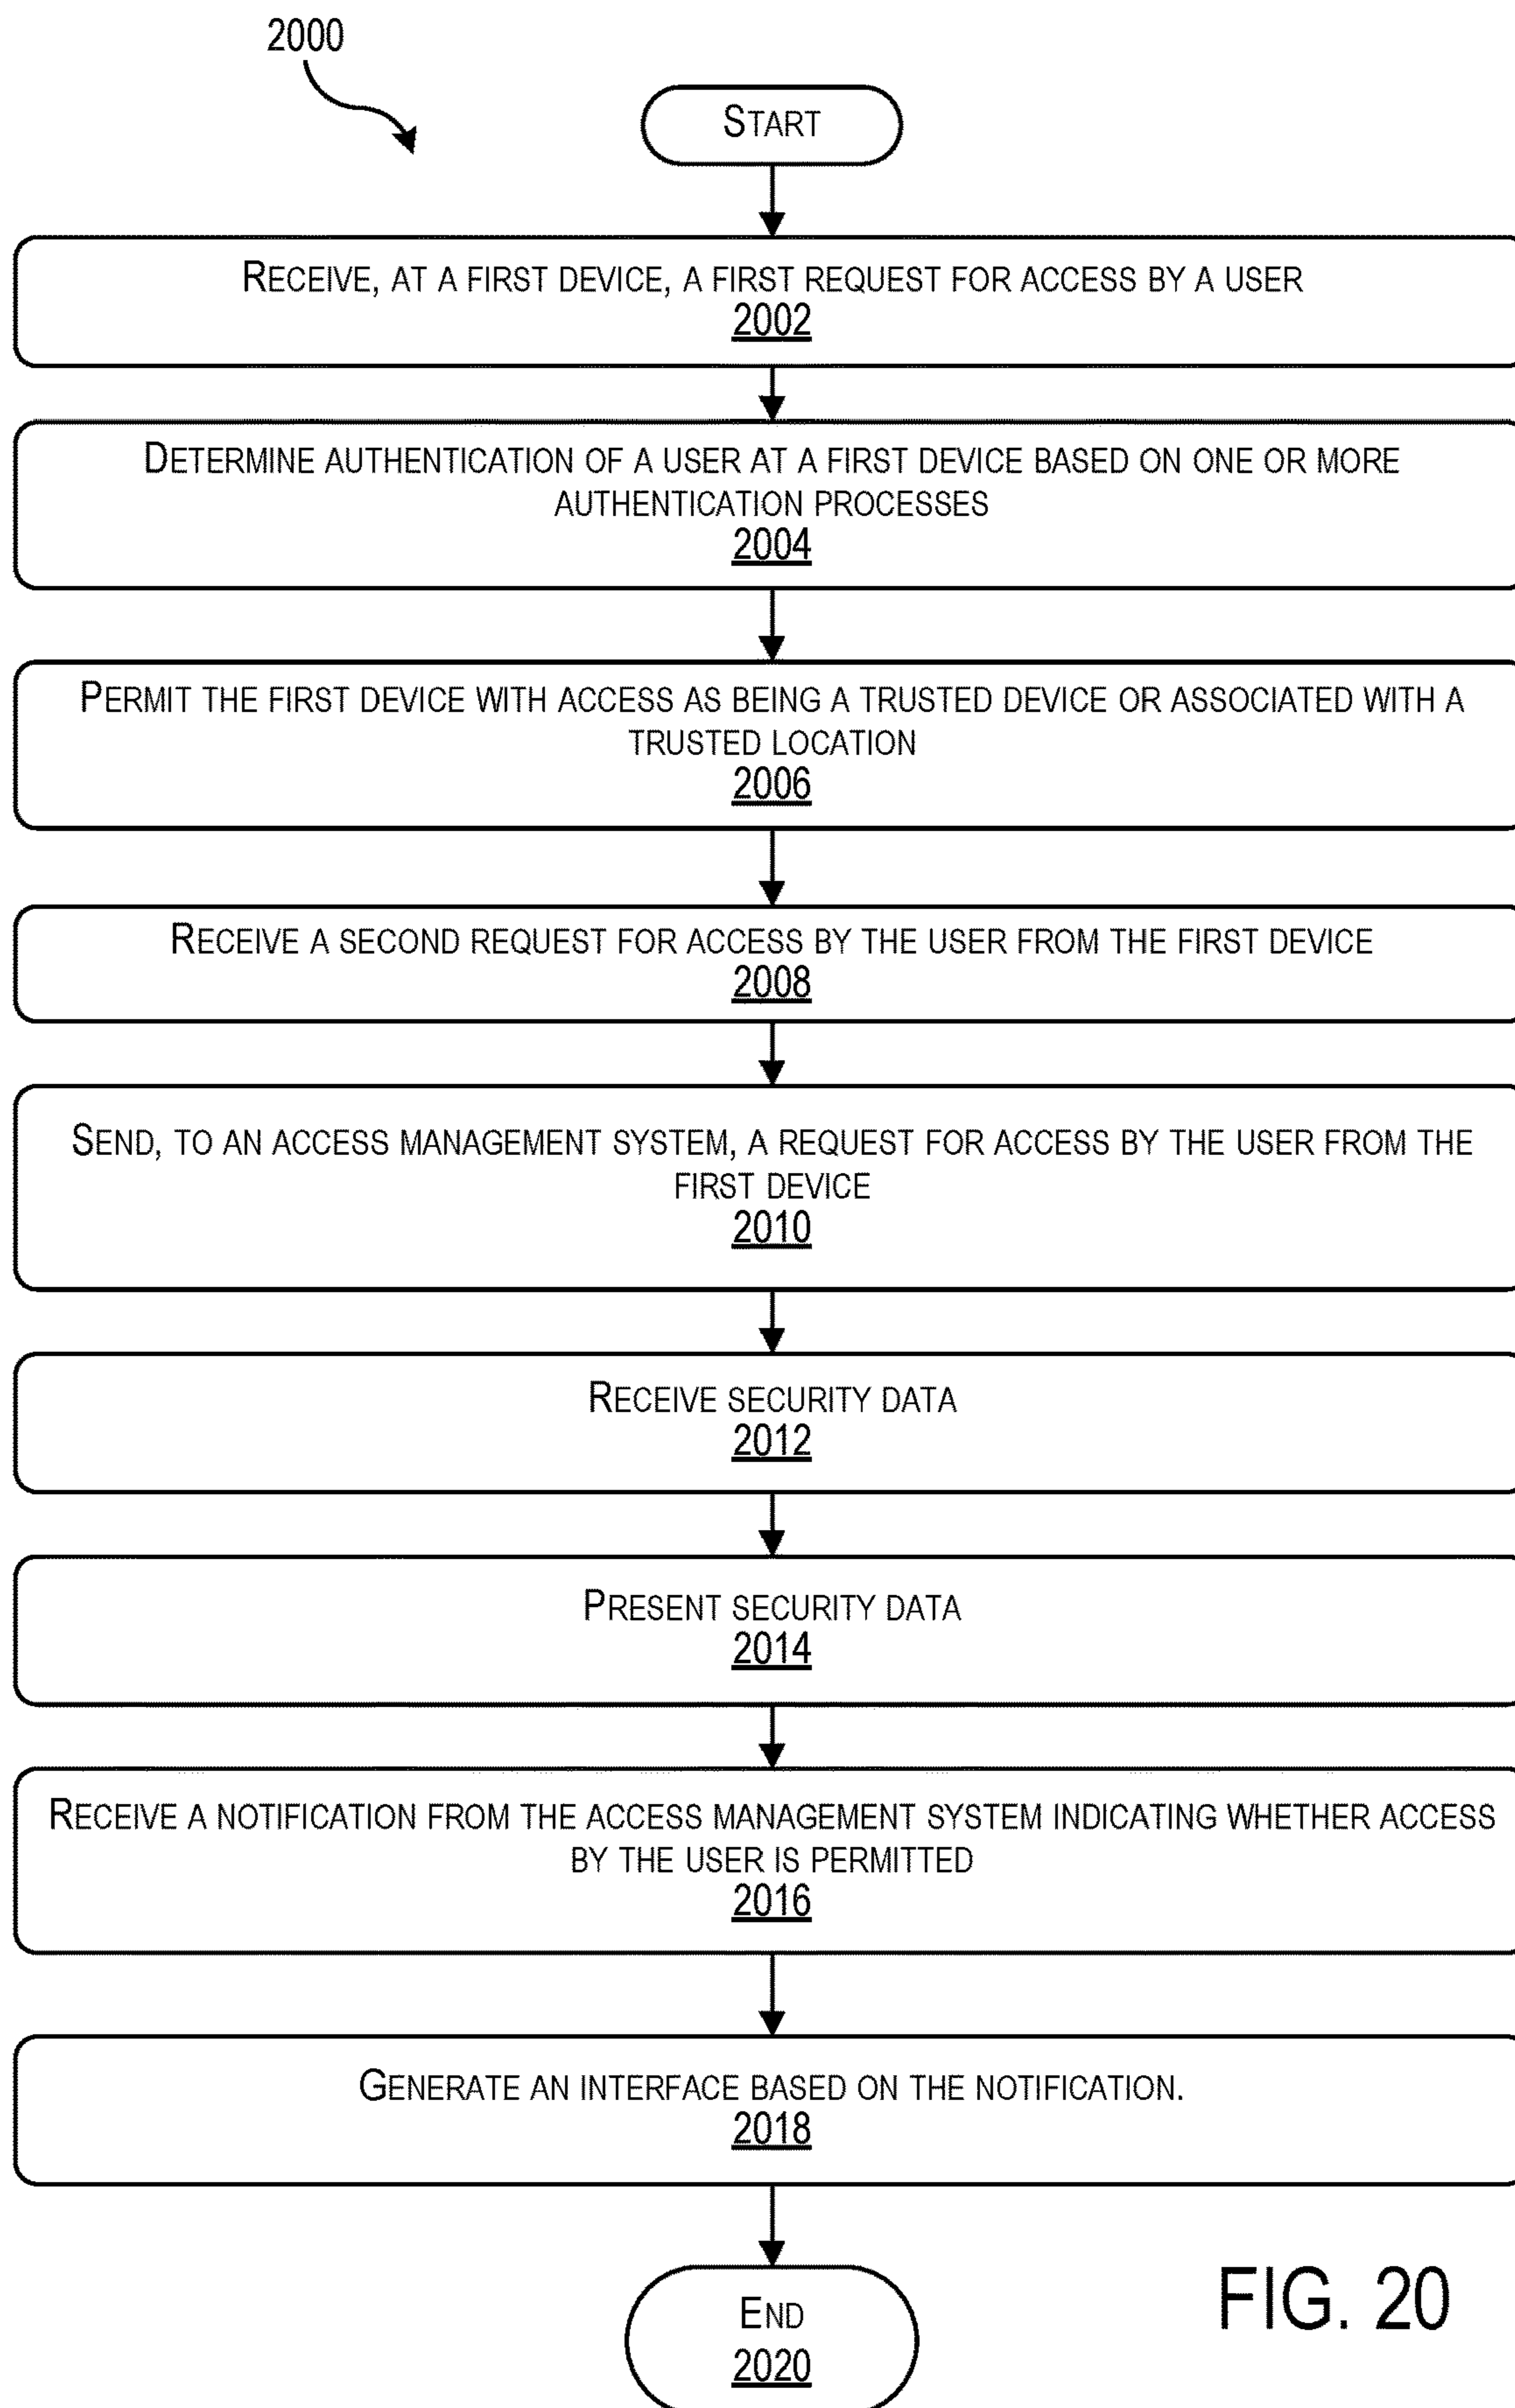 2000
START
RECEIVE, AT A FIRST DEVICE, A FIRST REQUEST FOR ACCESS BY A USER
2002
DETERMINE AUTHENTICATION OF A USER AT A FIRST DEVICE BASED ON ONE OR MORE
AUTHENTICATION PROCESSES
2004
PERMIT THE FIRST DEVICE WITH ACCESS AS BEING A TRUSTED DEVICE OR ASSOCIATED WITH A
TRUSTED LOCATION
2006
RECEIVE A SECOND REQUEST FOR ACCESS BY THE USER FROM THE FIRST DEVICE
2008
SEND, TO AN ACCESS MANAGEMENT SYSTEM, A REQUEST FOR ACCESS BY THE USER FROM THE
FIRST DEVICE
2010
RECEIVE SECURITY DATA
2012
PRESENT SECURITY DATA
2014
RECEIVE A NOTIFICATION FROM THE ACCESS MANAGEMENT SYSTEM INDICATING WHETHER ACCESS
BY THE USER IS PERMITTED
2016
GENERATE AN INTERFACE BASED ON THE NOTIFICATION.
2018
END
2020
FIG. 20